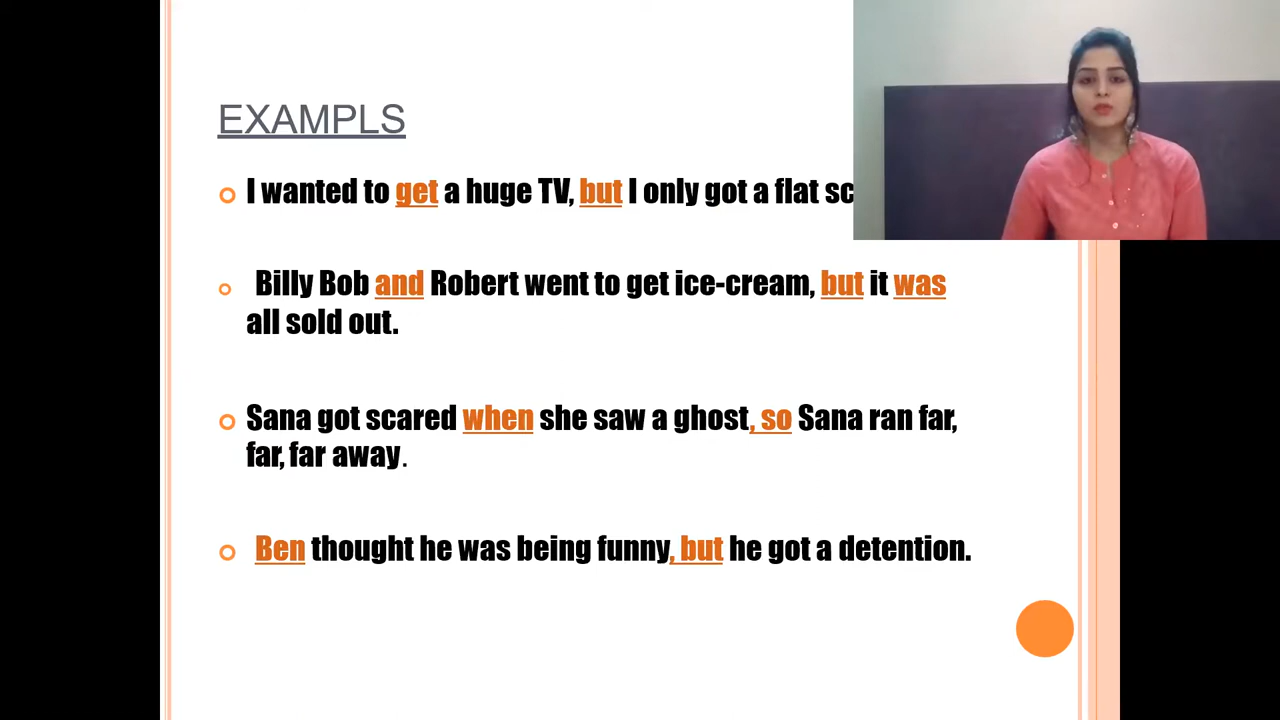 EXAMPLS
I wanted to get a huge TV, but I only got a flat
Billy Bob and Robert went to get ice-cream, but it was
all sold out.
Sana got scared when she saw a ghost, so Sana ran far,
far, far away.
Ben thought he was being funny, but he got a detention.